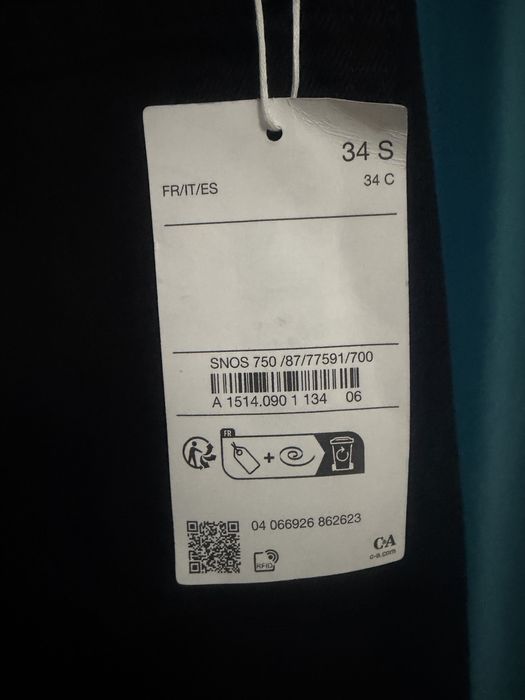 34 S
FR/IT/ES 34 C
SNOS 750 /87/77591/700
A 1514.090 1 134 06
FR
04 066926 862623
RFID
C&A
c-a.com